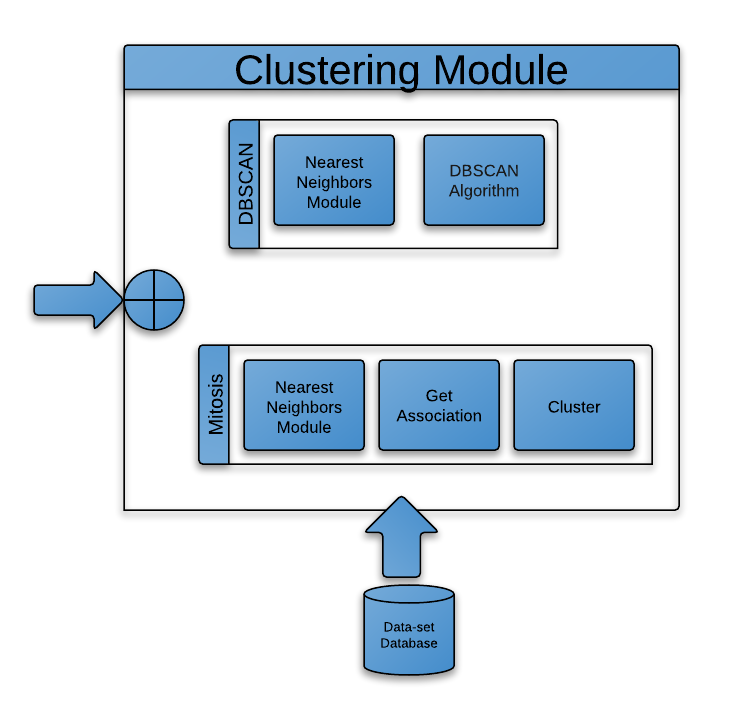 Clustering Module
DBSCAN
Nearest
Neighbors
Module
DBSCAN
Algorithm
Mitosis
Nearest
Neighbors
Module
Get
Association
Cluster
Data-set
Database